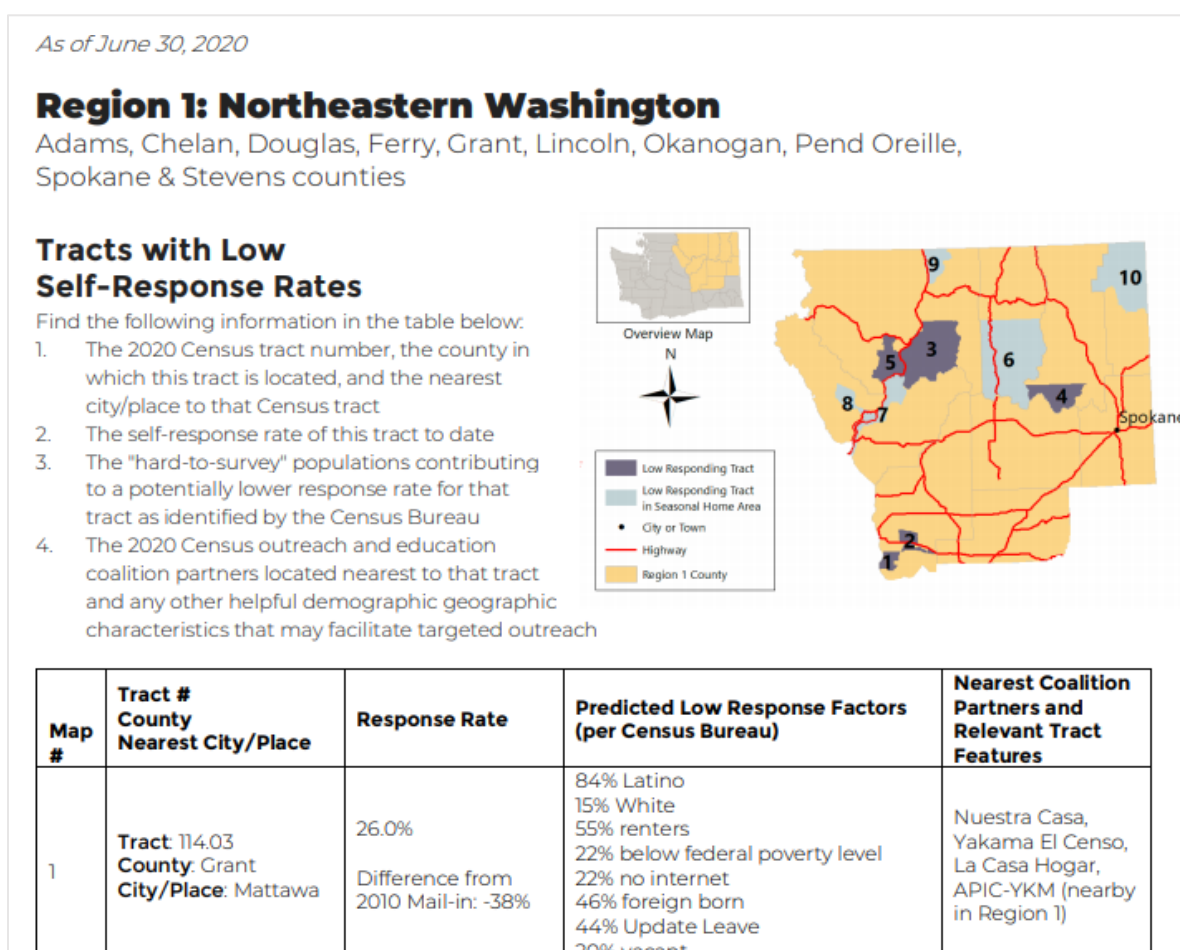 As of June 30, 2020
Region 1: Northeastern Washington
Adams, Chelan, Douglas, Ferry, Grant, Lincoln, Okanogan, Pend Oreille,
Spokane & Stevens counties
Tracts with Low
Self-Response Rates
Find the following information in the table below:
1. The 2020 Census tract number, the county in
which this tract is located, and the nearest
city/place to that Census tract
2. The self-response rate of this tract to date
3. The "hard-to-survey" populations contributing
to a potentially lower response rate for that
tract as identified by the Census Bureau
4. The 2020 Census outreach and education
coalition partners located nearest to that tract
and any other helpful demographic geographic
characteristics that may facilitate targeted outreach
Overview Map
N
Low Responding Tract
Low Responding Tract
in Seasonal Home Area
City or Town
Highway
Region 1 County
9
10
3
5
6
8
7
4
Spokane
2
1
Map
#
Tract #
County
Nearest City/Place
Response Rate
Predicted Low Response Factors
(per Census Bureau)
Nearest Coalition
Partners and
Relevant Tract
Features
1
Tract: 114.03
County: Grant
City/Place: Mattawa
26.0%
Difference from
2010 Mail-in: -38%
84% Latino
15% White
55% renters
22% below federal poverty level
22% no internet
46% foreign born
44% Update Leave
Nuestra Casa,
Yakama El Censo,
La Casa Hogar,
APIC-YKM (nearby
in Region 1)